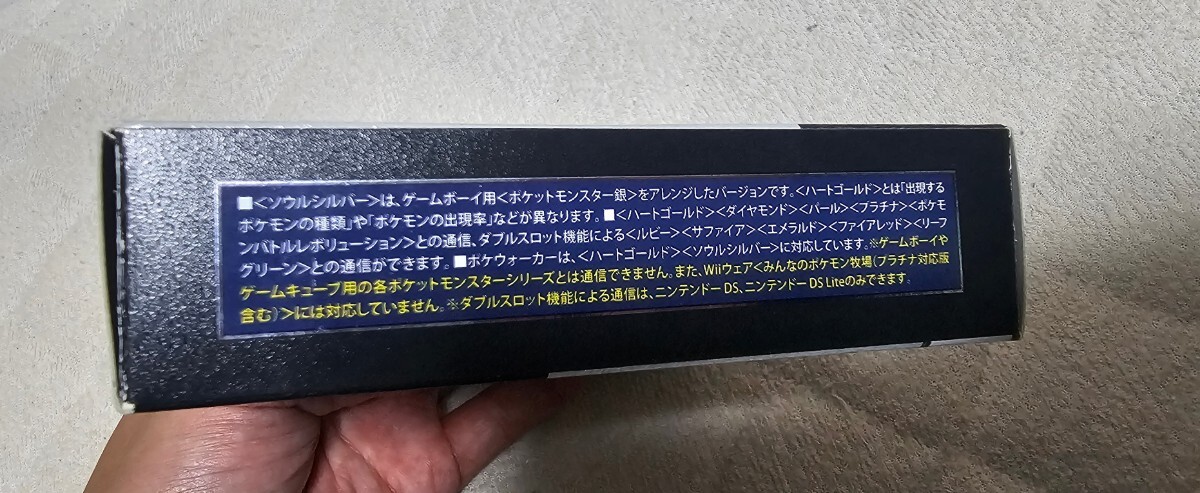 ■<ソウルシルバー>は、ゲームボーイ用<ポケットモンスター銀>をアレンジしたバージョンです。<ハートゴールド>とは「出現する
ポケモンの種類」や「ポケモンの出現率」などが異なります。■<ハートゴールド><ダイヤモンド><パール><プラチナ><ポケモ
ンバトルレボリューション>との通信、ダブルスロット機能による<ルビー><サファイア><エメラルド><ファイアレッド><リーフ
グリーン>との通信ができます。■ポケウォーカーは、<ハートゴールド><ソウルシルバー>に対応しています。※ゲームボーイや
ゲームキューブ用の各ポケットモンスターシリーズとは通信できません。また、Wiiウェア<みんなのポケモン牧場(プラチナ対応版
含む)>には対応していません。※ダブルスロット機能による通信は、ニンテンドーDS、ニンテンドーDS Liteのみできます。